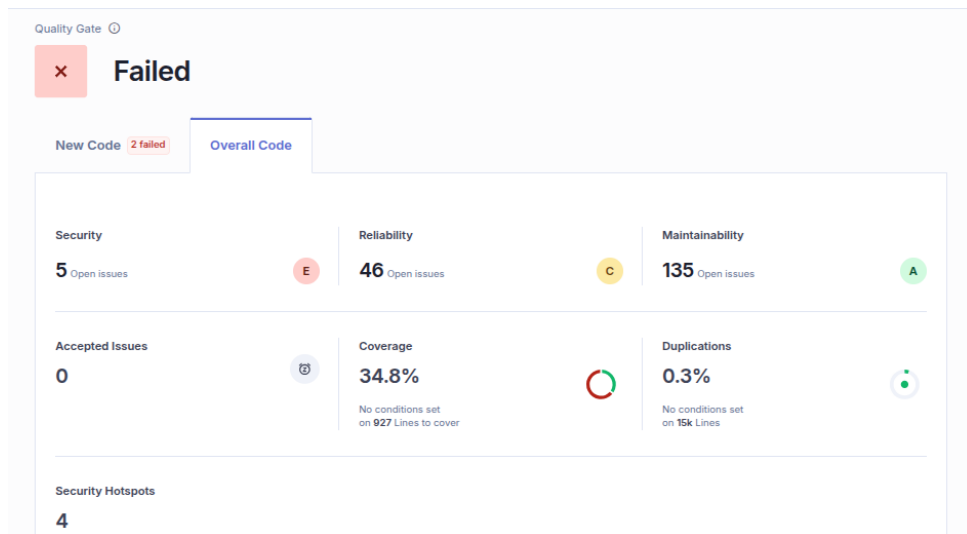 Quality Gate
Failed
New Code 2 failed
Overall Code
Security
5 Open issues
E
Reliability
46 Open issues
C
Maintainability
135 Open issues
A
Accepted Issues
0
Coverage
34.8%
No conditions set
on 927 Lines to cover
Duplications
0.3%
No conditions set
on 15k Lines
Security Hotspots
4